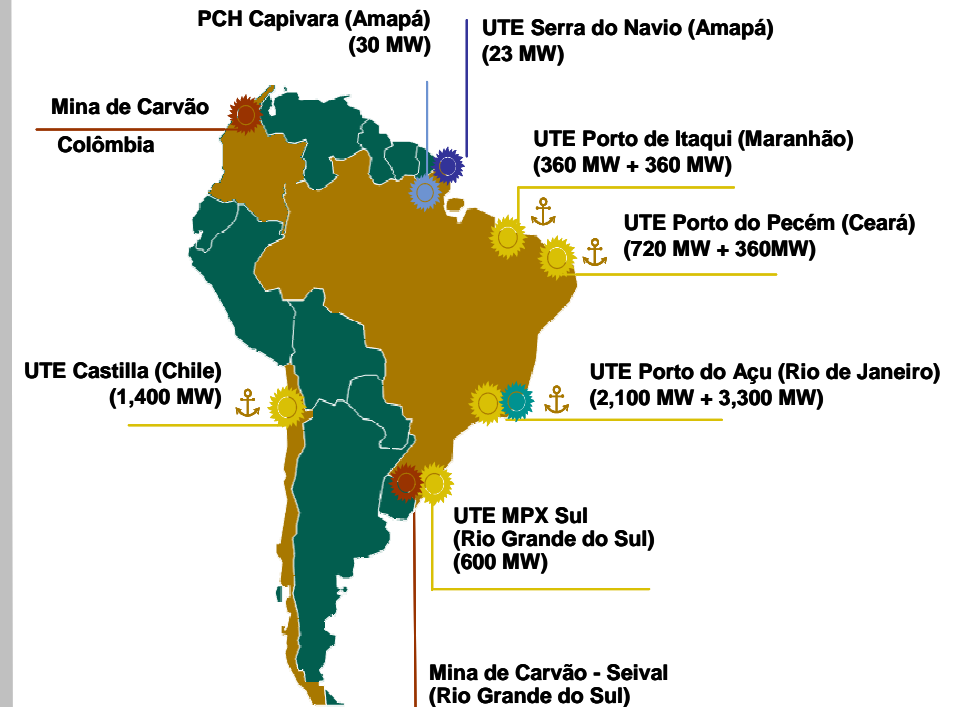 PCH Capivara (Amapá)
(30 MW)
UTE Serra do Navio (Amapá)
(23 MW)
Mina de Carvão
Colômbia
UTE Porto de Itaqui (Maranhão)
(360 MW + 360 MW)
UTE Porto do Pecém (Ceará)
(720 MW + 360MW)
UTE Castilla (Chile)
(1,400 MW)
UTE Porto do Açu (Rio de Janeiro)
(2,100 MW + 3,300 MW)
UTE MPX Sul
(Rio Grande do Sul)
(600 MW)
Mina de Carvão - Seival
(Rio Grande do Sul)